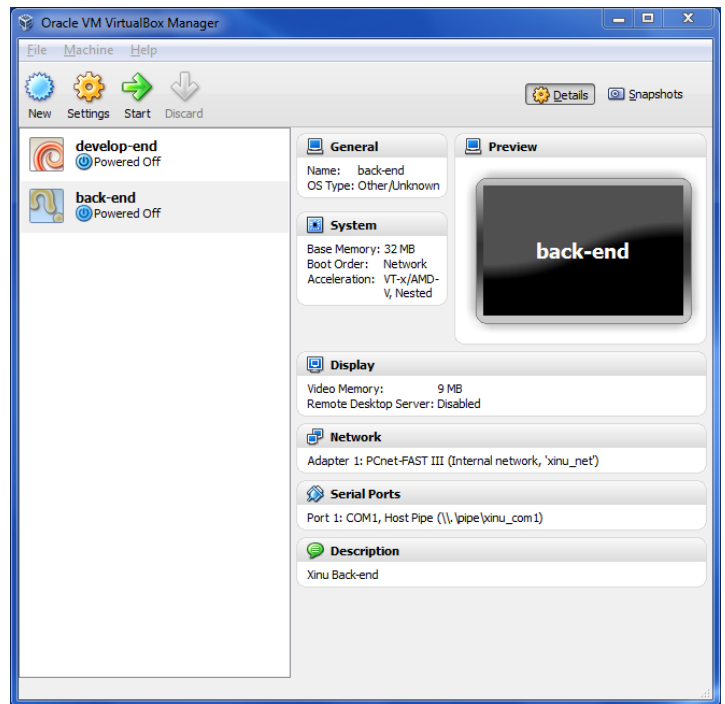 Oracle VM VirtualBox Manager
File Machine Help
New Settings Start Discard
Details Snapshots
develop-end
Powered Off
back-end
Powered Off
General
Name: back-end
OS Type: Other/Unknown
System
Base Memory: 32 MB
Boot Order: Network
Acceleration: VT-x/AMD-
V, Nested
Preview
back-end
Display
Video Memory: 9 MB
Remote Desktop Server: Disabled
Network
Adapter 1: PCnet-FAST III (Internal network, 'xinu_net')
Serial Ports
Port 1: COM1, Host Pipe (\\.\pipe\xinu_com1)
Description
Xinu Back-end